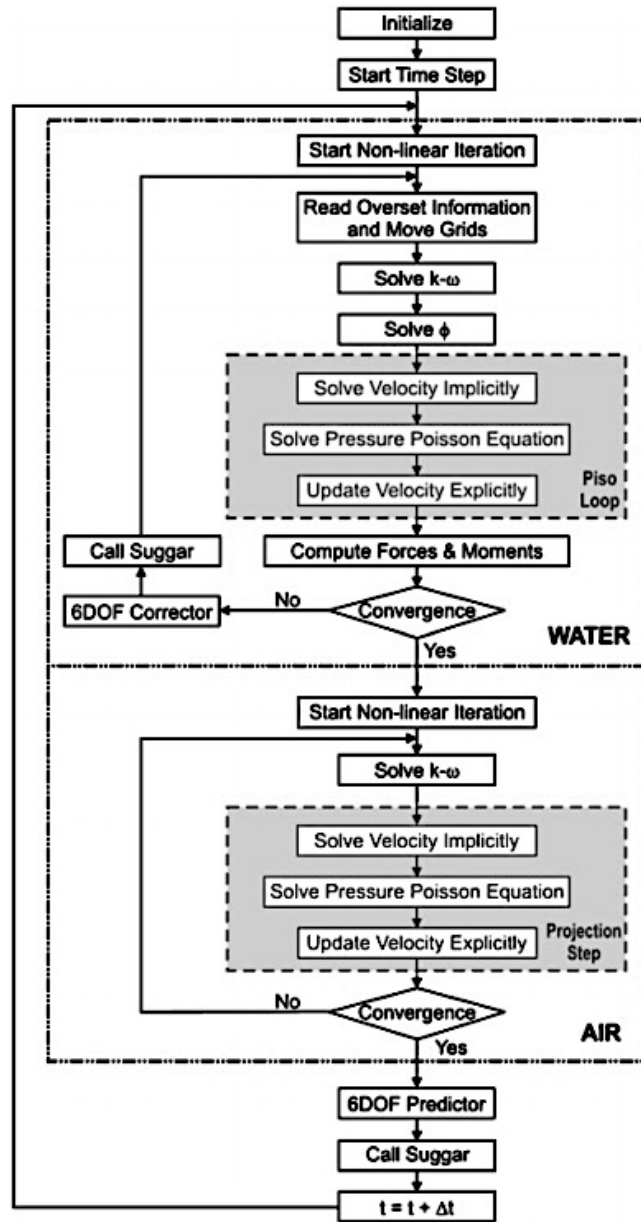 Initialize
Start Time Step
Start Non-linear Iteration
Read Overset Information
and Move Grids
Solve k-ω
Solve ϕ
Solve Velocity Implicitly
Solve Pressure Poisson Equation
Update Velocity Explicitly
Piso
Loop
Call Suggar
Compute Forces & Moments
6DOF Corrector
No
Convergence
WATER
Yes
Start Non-linear Iteration
Solve k-ω
Solve Velocity Implicitly
Solve Pressure Poisson Equation
Update Velocity Explicitly
Projection
Step
No
Convergence
AIR
Yes
6DOF Predictor
Call Suggar
t = t + Δt